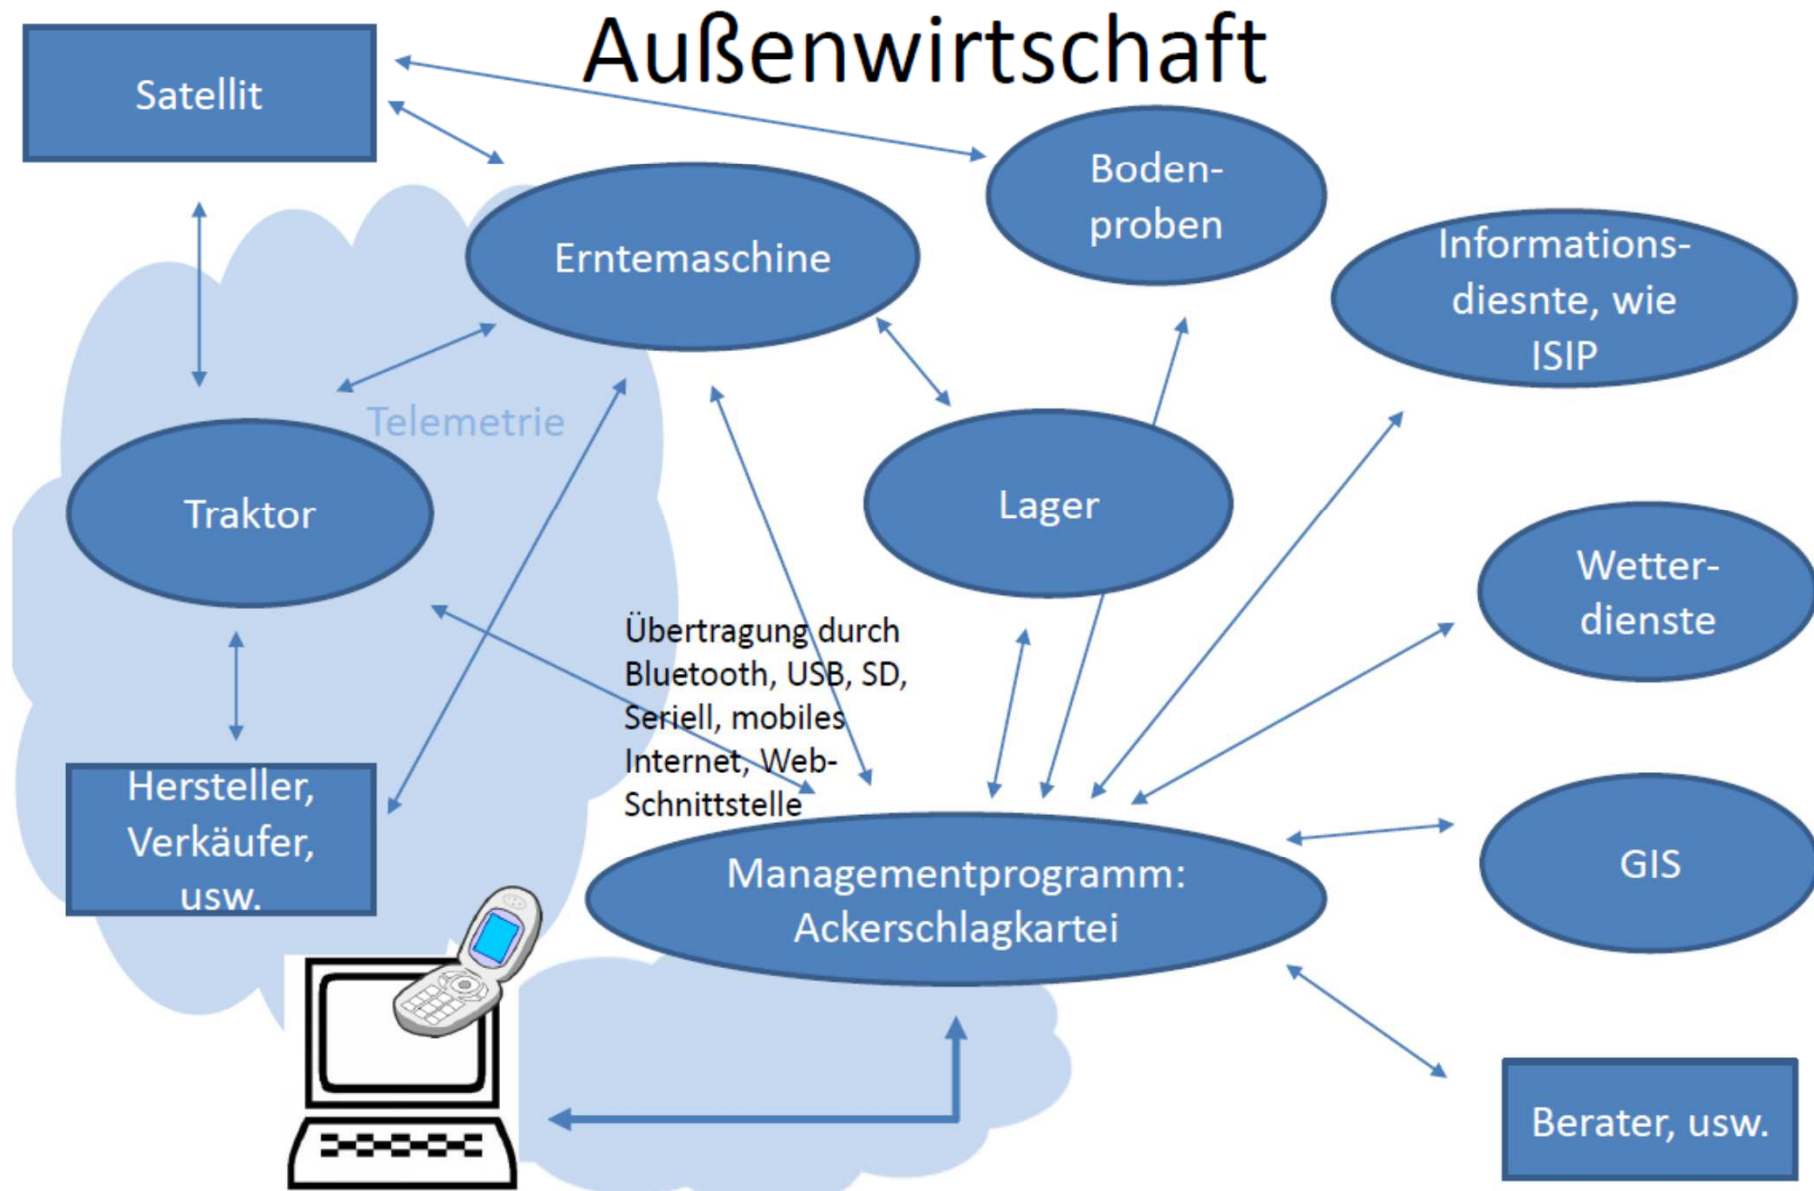 Außenwirtschaft
Satellit
Boden-
proben
Erntemaschine
Informations-
diesnte, wie
ISIP
Telemetrie
Traktor
Lager
Wetter-
dienste
Übertragung durch
Bluetooth, USB, SD,
Seriell, mobiles
Internet, Web-
Schnittstelle
Hersteller,
Verkäufer,
usw.
Managementprogramm:
Ackerschlagkartei
GIS
Berater, usw.